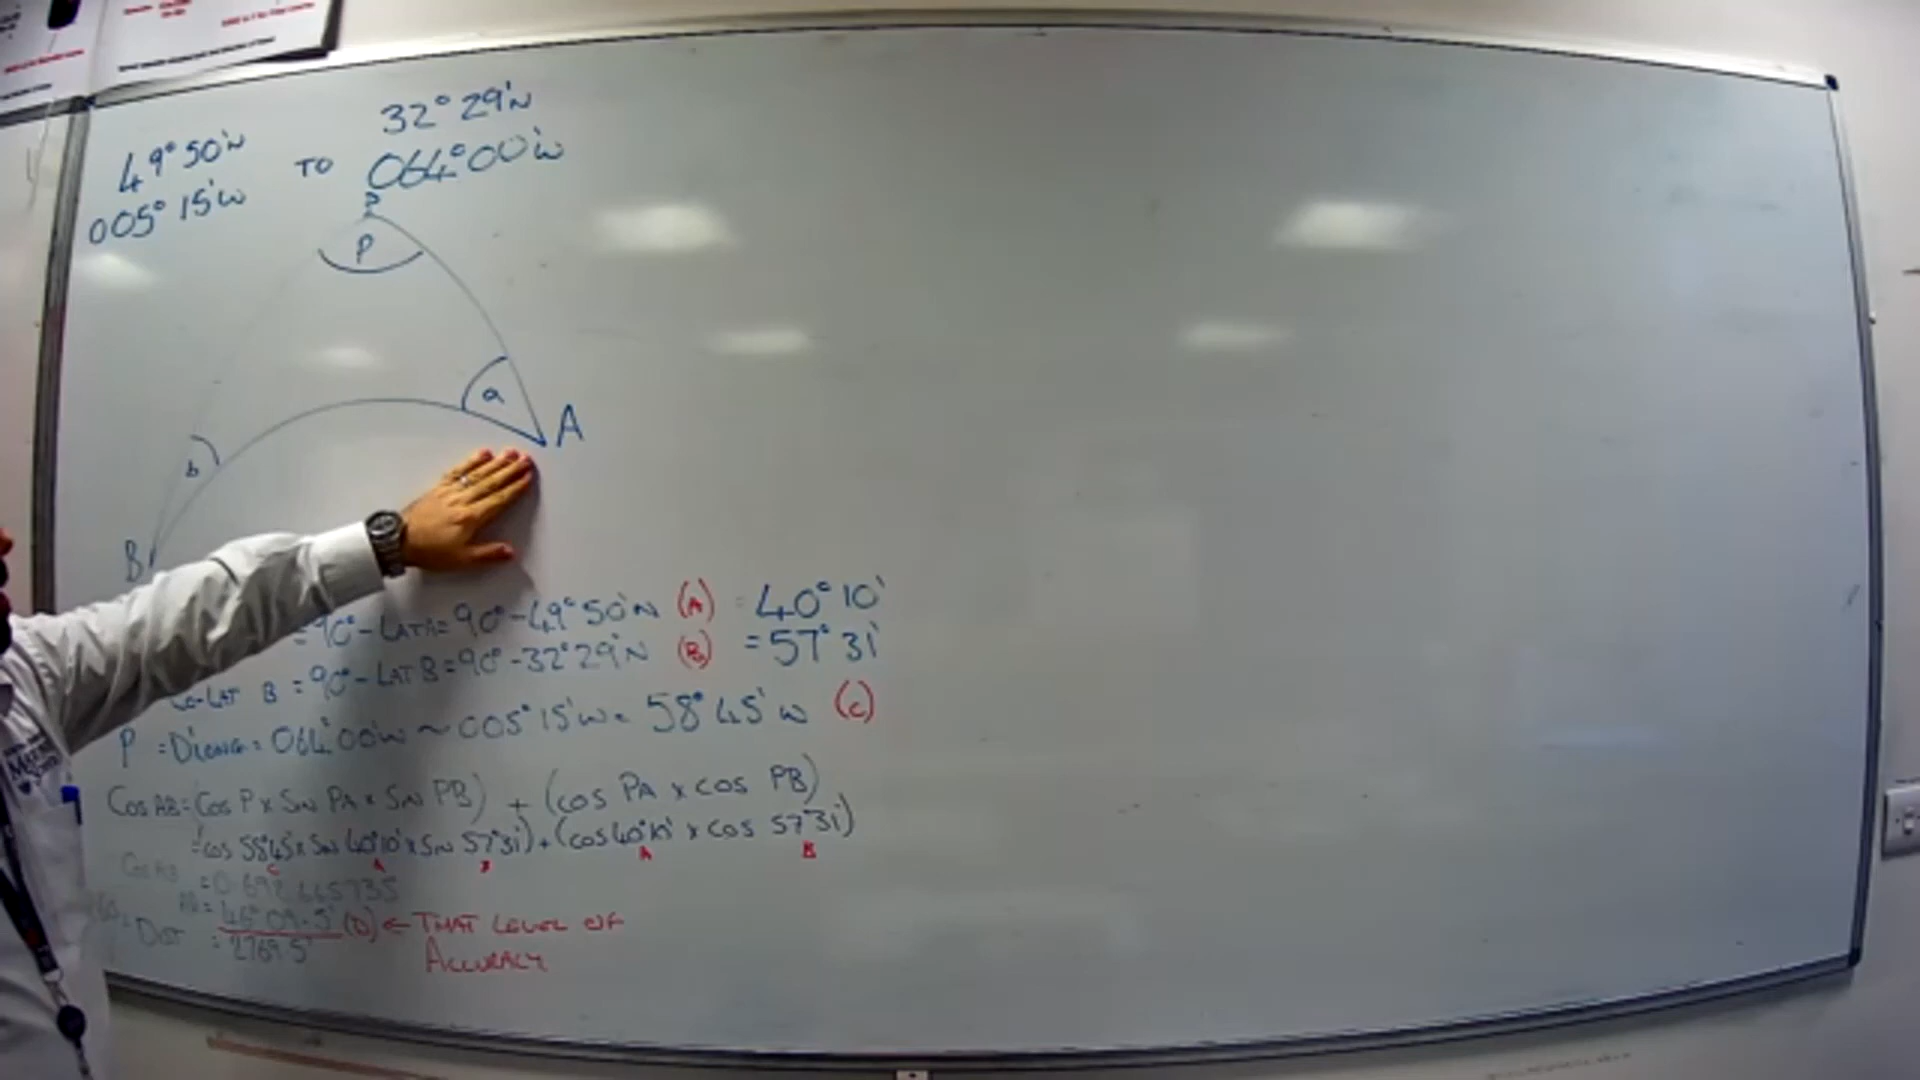 32°29'N
49°50'N
TO
064°00'W
005°15'W
P
P
a
A
b
B
= 90° - LAT A = 90° - 49°50'N (A) = 40°10'
CO-LAT B = 90° - LAT B = 90° - 32°29'N (B) = 57°31'
P = D'LONG = 064°00'W ~ 005°15'W = 58°45'W (C)
COS AB = (COS P x SIN PA x SIN PB) + (COS PA x COS PB)
= (COS 58°45' x SIN 40°10' x SIN 57°31') + (COS 40°10' x COS 57°31')
C A B A B
COS AB = 0.692665735
AB = 46°09.5' (D) ← THAT LEVEL OF
DIST = 2769.5' ACCURACY